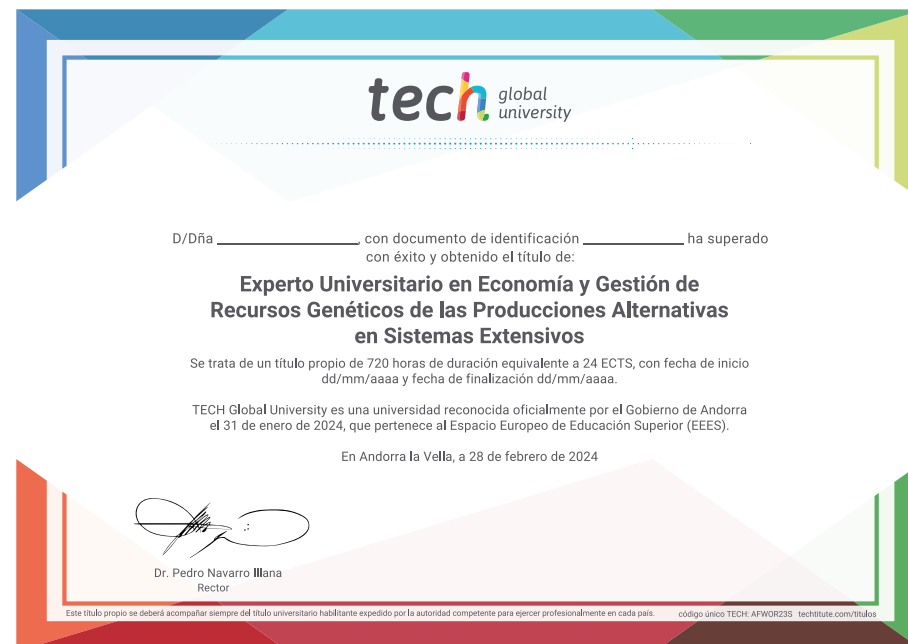 tech global university
D/Dña ____________, con documento de identificación ____________ ha superado
con éxito y obtenido el título de:
Experto Universitario en Economía y Gestión de
Recursos Genéticos de las Producciones Alternativas
en Sistemas Extensivos
Se trata de un título propio de 720 horas de duración equivalente a 24 ECTS, con fecha de inicio
dd/mm/aaaa y fecha de finalización dd/mm/aaaa.
TECH Global University es una universidad reconocida oficialmente por el Gobierno de Andorra
el 31 de enero de 2024, que pertenece al Espacio Europeo de Educación Superior (EEES).
En Andorra la Vella, a 28 de febrero de 2024
Dr. Pedro Navarro Illana
Rector
Este título propio se deberá acompañar siempre del título universitario habilitante expedido por la autoridad competente para ejercer profesionalmente en cada país. código único TECH: AFWOR23S techtitute.com/titulos